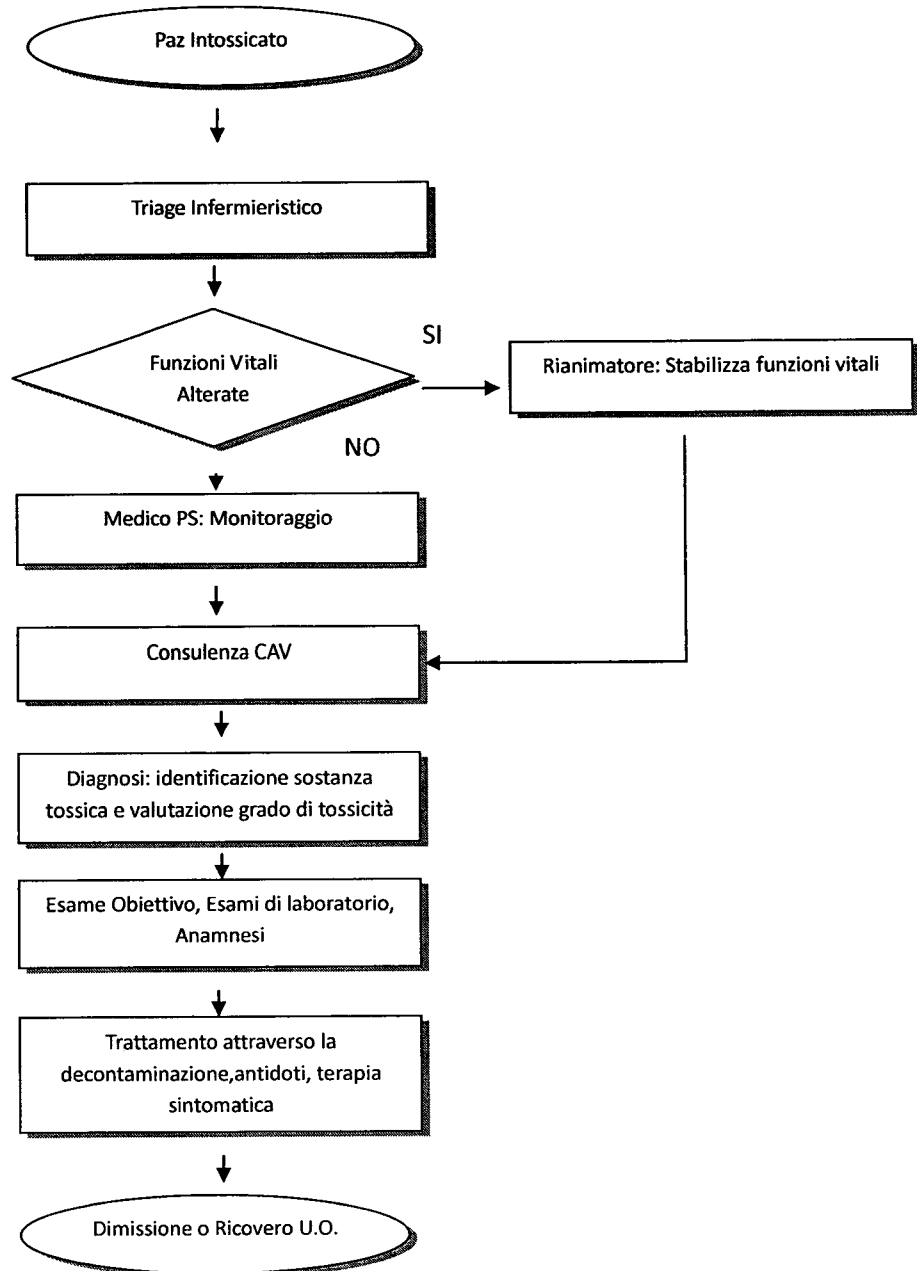 Paz Intossicato
Triage Infermieristico
Funzioni Vitali
Alterate
SI
Rianimatore: Stabilizza funzioni vitali
NO
Medico PS: Monitoraggio
Consulenza CAV
Diagnosi: identificazione sostanza
tossica e valutazione grado di tossicità
Esame Obiettivo, Esami di laboratorio,
Anamnesi
Trattamento attraverso la
decontaminazione,antidoti, terapia
sintomatica
Dimissione o Ricovero U.O.